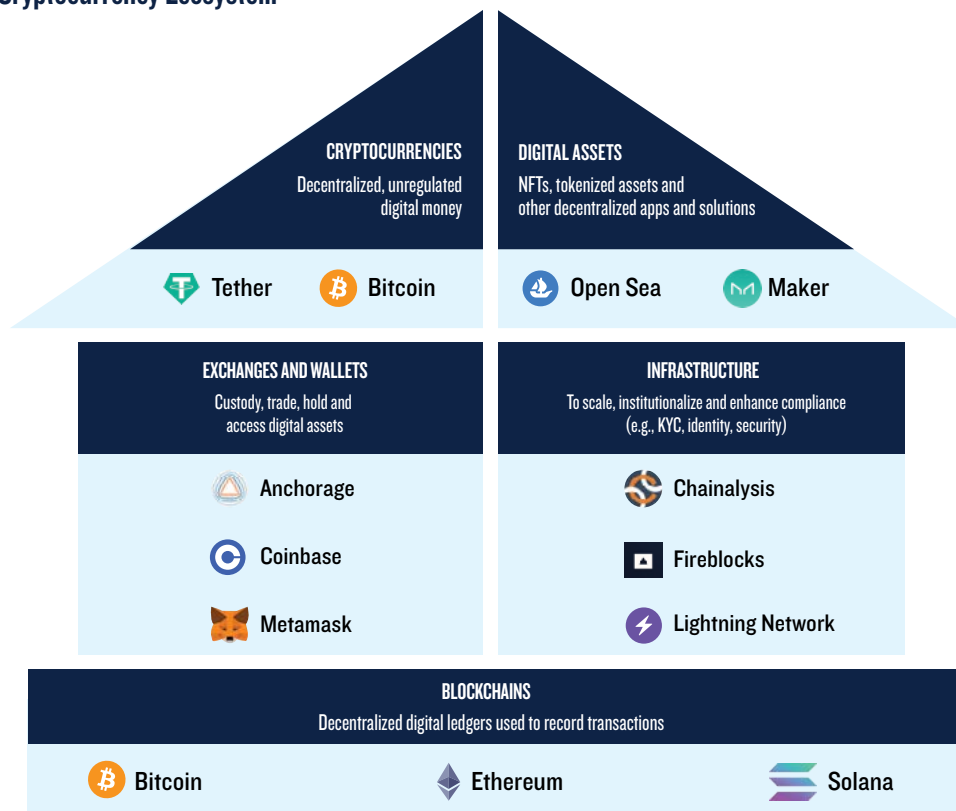 Cryptocurrency Ecosystem
CRYPTOCURRENCIES
Decentralized, unregulated
digital money
DIGITAL ASSETS
NFTs, tokenized assets and
other decentralized apps and solutions
Tether
Bitcoin
Open Sea
Maker
EXCHANGES AND WALLETS
Custody, trade, hold and
access digital assets
INFRASTRUCTURE
To scale, institutionalize and enhance compliance
(e.g., KYC, identity, security)
Anchorage
Coinbase
Metamask
Chainalysis
Fireblocks
Lightning Network
BLOCKCHAINS
Decentralized digital ledgers used to record transactions
Bitcoin
Ethereum
Solana